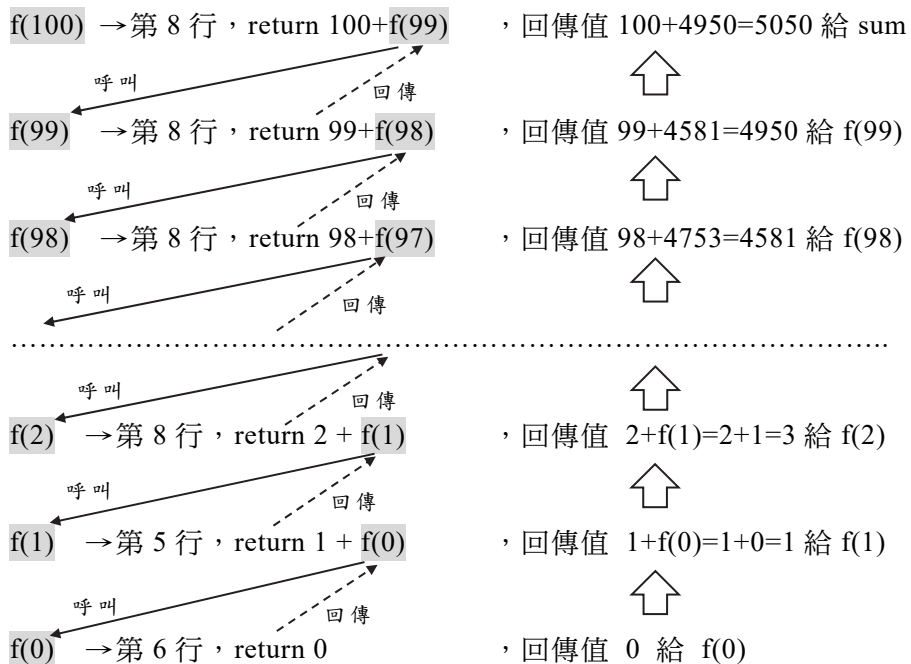 f(100) →第 8 行，return 100+f(99) ，回傳值 100+4950=5050 給 sum
呼叫 回傳
f(99) →第 8 行，return 99+f(98) ，回傳值 99+4581=4950 給 f(99)
呼叫 回傳
f(98) →第 8 行，return 98+f(97) ，回傳值 98+4753=4581 給 f(98)
呼叫 回傳
………………………………………………………………………………..
呼叫 回傳
f(2) →第 8 行，return 2 + f(1) ，回傳值 2+f(1)=2+1=3 給 f(2)
呼叫 回傳
f(1) →第 5 行，return 1 + f(0) ，回傳值 1+f(0)=1+0=1 給 f(1)
呼叫 回傳
f(0) →第 6 行，return 0 ，回傳值 0 給 f(0)